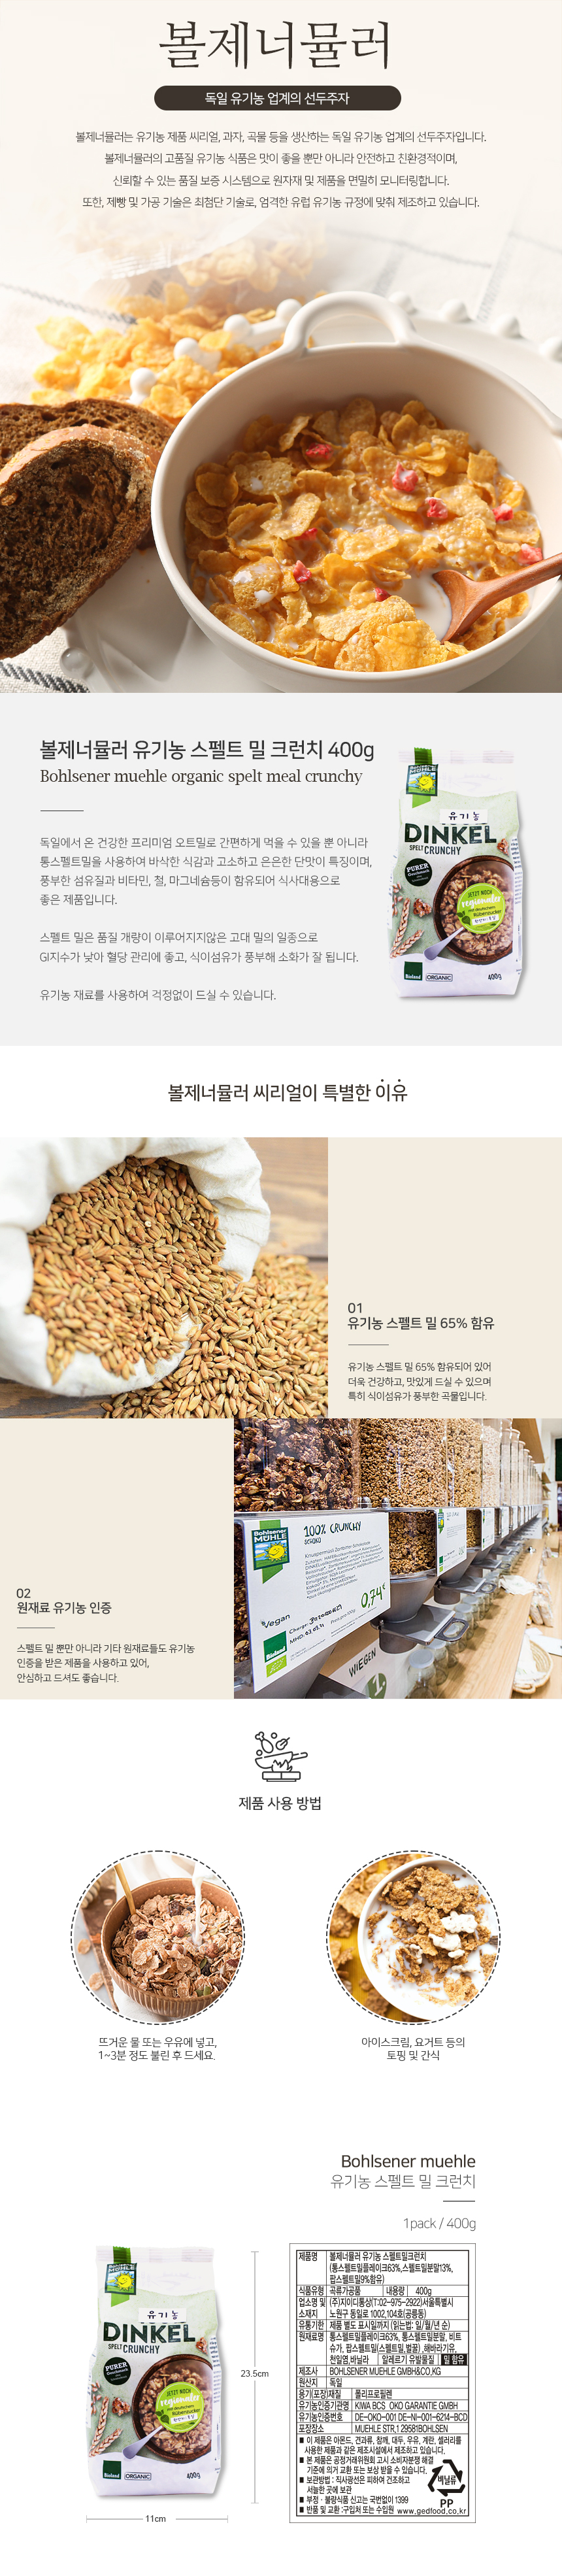 볼제너뮬러
독일 유기농 업계의 선두주자
볼제너뮬러는 유기농 제품 씨리얼, 과자, 곡물 등을 생산하는 독일 유기농 업계의 선두주자입니다.
볼제너뮬러의 고품질 유기농 식품은 맛이 좋을 뿐만 아니라 안전하고 친환경적이며,
신뢰할 수 있는 품질 보증 시스템으로 원자재 및 제품을 면밀히 모니터링합니다.
또한, 제빵 및 가공 기술은 최첨단 기술로, 엄격한 유럽 유기농 규정에 맞춰 제조하고 있습니다.
볼제너뮬러 유기농 스펠트 밀 크런치 400g
Bohlsener muehle organic spelt meal crunchy
독일에서 온 건강한 프리미엄 오트밀로 간편하게 먹을 수 있을 뿐 아니라
통스펠트밀을 사용하여 바삭한 식감과 고소하고 은은한 단맛이 특징이며,
풍부한 섬유질과 비타민, 철, 마그네슘등이 함유되어 식사대용으로
좋은 제품입니다.
스펠트 밀은 품질 개량이 이루어지지않은 고대 밀의 일종으로
GI지수가 낮아 혈당 관리에 좋고, 식이섬유가 풍부해 소화가 잘 됩니다.
유기농 재료를 사용하여 걱정없이 드실 수 있습니다.
Bohlsener
MÜHLE
유기농
DINKEL
SPELT CRUNCHY
PURER
JETZT NOCH
regionaler
mit deutschem
Rübenzucker
Bioland
ORGANIC
400g
볼제너뮬러 씨리얼이 특별한 이유
01
유기농 스펠트 밀 65% 함유
유기농 스펠트 밀 65% 함유되어 있어
더욱 건강하고, 맛있게 드실 수 있으며
특히 식이섬유가 풍부한 곡물입니다.
Bohlsener
MÜHLE
100% CRUNCHY
SCHOKO
Vegan
0,74€
Bioland
WIEGEN
1
02
원재료 유기농 인증
스펠트 밀 뿐만 아니라 기타 원재료들도 유기농
인증을 받은 제품을 사용하고 있어,
안심하고 드셔도 좋습니다.
제품 사용 방법
뜨거운 물 또는 우유에 넣고,
1~3분 정도 불린 후 드세요.
아이스크림, 요거트 등의
토핑 및 간식
Bohlsener muehle
유기농 스펠트 밀 크런치
1pack / 400g
Bohlsener
MÜHLE
유기농
DINKEL
SPELT CRUNCHY
PURER
JETZT NOCH
regionaler
mit deutschem
Rübenzucker
Bioland
ORGANIC
400g
23.5cm
11cm
제품명 볼제너뮬러 유기농 스펠트밀크런치
(통스펠트밀플레이크63%,스펠트밀분말13%,
팝스펠트밀9%함유)
식품유형 곡류가공품 내용량 400g
업소명 및 (주)지이디통상(T:02-975-2922)서울특별시
소재지 노원구 동일로 1002,104호(공릉동)
유통기한 제품 별도 표시일까지 (읽는법: 일/월/년 순)
원재료명 통스펠트밀플레이크63%, 통스펠트밀분말, 비트
슈가, 팝스펠트밀(스펠트밀,벌꿀) ,해바라기유,
천일염,바닐라 알레르기 유발물질 밀 함유
제조사 BOHLSENER MUEHLE GMBH&CO,KG
원산지 독일
용기(포장)재질 폴리프로필렌
유기농인증기관명 KIWA BCS OKO GARANTIE GMBH
유기농인증번호 DE-OKO-001 DE-NI-001-6214-BCD
포장장소 MUEHLE STR,1 29581BOHLSEN
■ 이 제품은 아몬드, 견과류, 참깨, 대두, 우유, 계란, 셀러리를
사용한 제품과 같은 제조시설에서 제조하고 있습니다.
■ 본 제품은 공정거래위원회 고시 소비자분쟁 해결
기준에 의거 교환 또는 보상 받을 수 있습니다.
■ 보관방법 : 직사광선은 피하여 건조하고
서늘한 곳에 보관
■ 부정ㆍ불량식품 신고는 국번없이 1399
■ 반품 및 교환 :구입처 또는 수입원 www.gedfood.co.kr
비닐류
PP